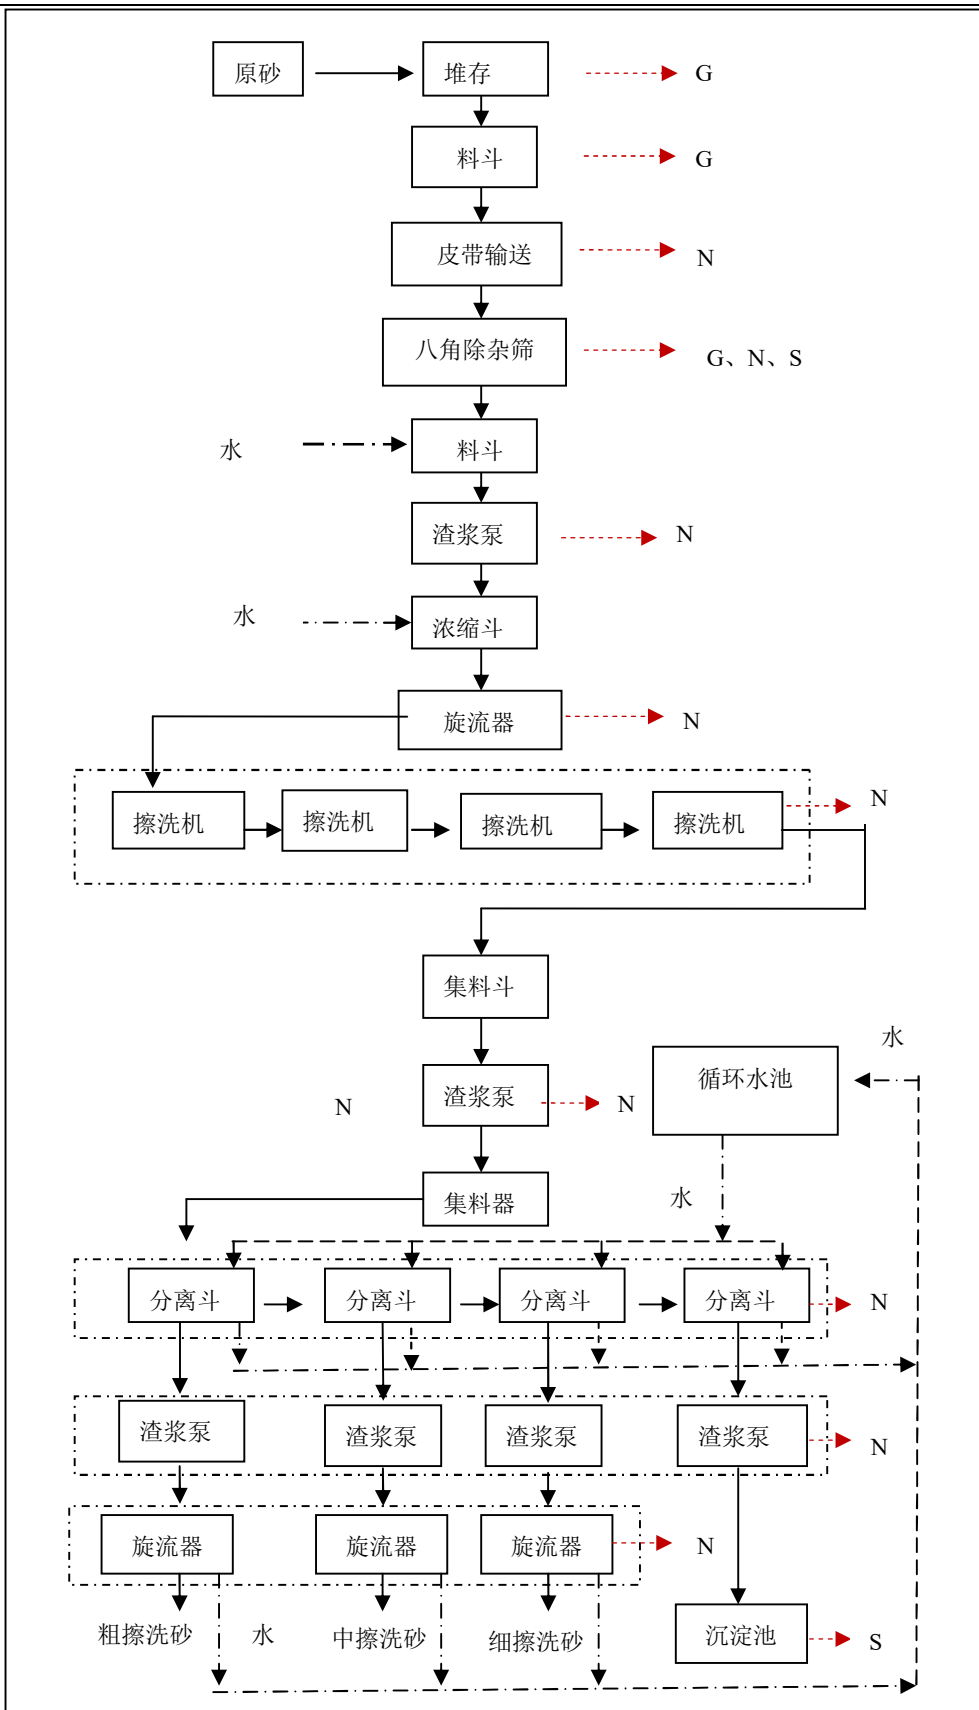 原砂
堆存
G
料斗
G
皮带输送
N
八角除杂筛
G、N、S
水
料斗
渣浆泵
N
水
浓缩斗
旋流器
N
擦洗机
擦洗机
擦洗机
擦洗机
N
集料斗
水
循环水池
N
渣浆泵
N
集料器
水
分离斗
分离斗
分离斗
分离斗
N
渣浆泵
渣浆泵
渣浆泵
渣浆泵
N
旋流器
旋流器
旋流器
N
粗擦洗砂
水
中擦洗砂
细擦洗砂
沉淀池
S